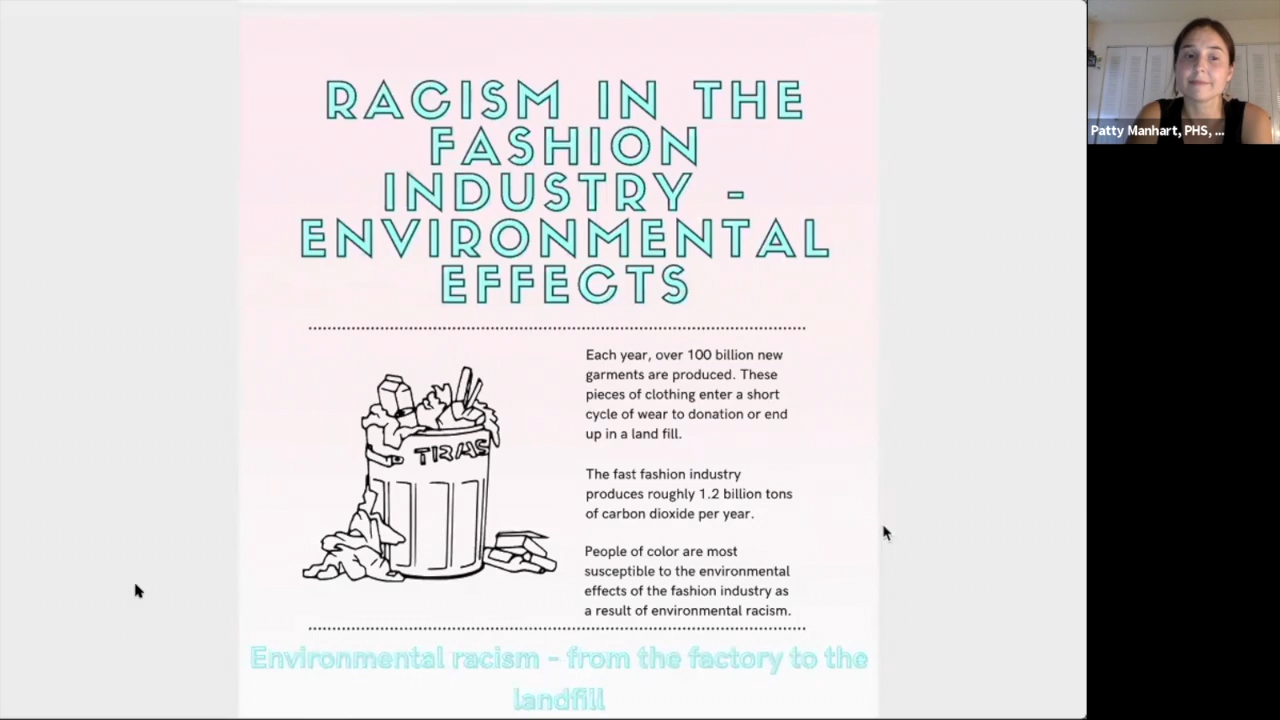 RACISM IN THE
FASHION
INDUSTRY -
ENVIRONMENTAL
EFFECTS
Each year, over 100 billion new
garments are produced. These
pieces of clothing enter a short
cycle of wear to donation or end
up in a land fill.
TRAS
The fast fashion industry
produces roughly 1.2 billion tons
of carbon dioxide per year.
People of color are most
susceptible to the environmental
effects of the fashion industry as
a result of environmental racism.
Environmental racism - from the factory to the
landfill
Patty Manhart, PHS, ...